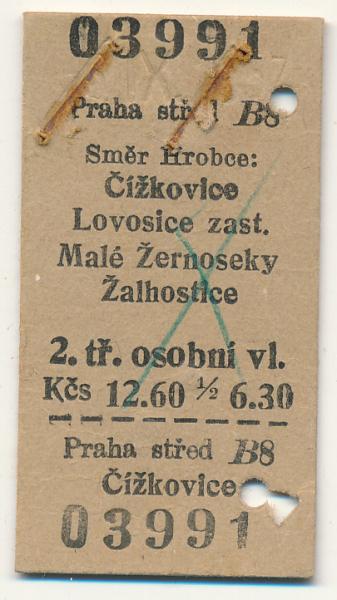 03991
Praha střed B8
Směr Hrobce:
Čížkovice
Lovosice zast.
Malé Žernoseky
Žalhostice
2. tř. osobní vl.
Kčs 12.60 ½ 6.30
Praha střed B8
Čížkovice
03991